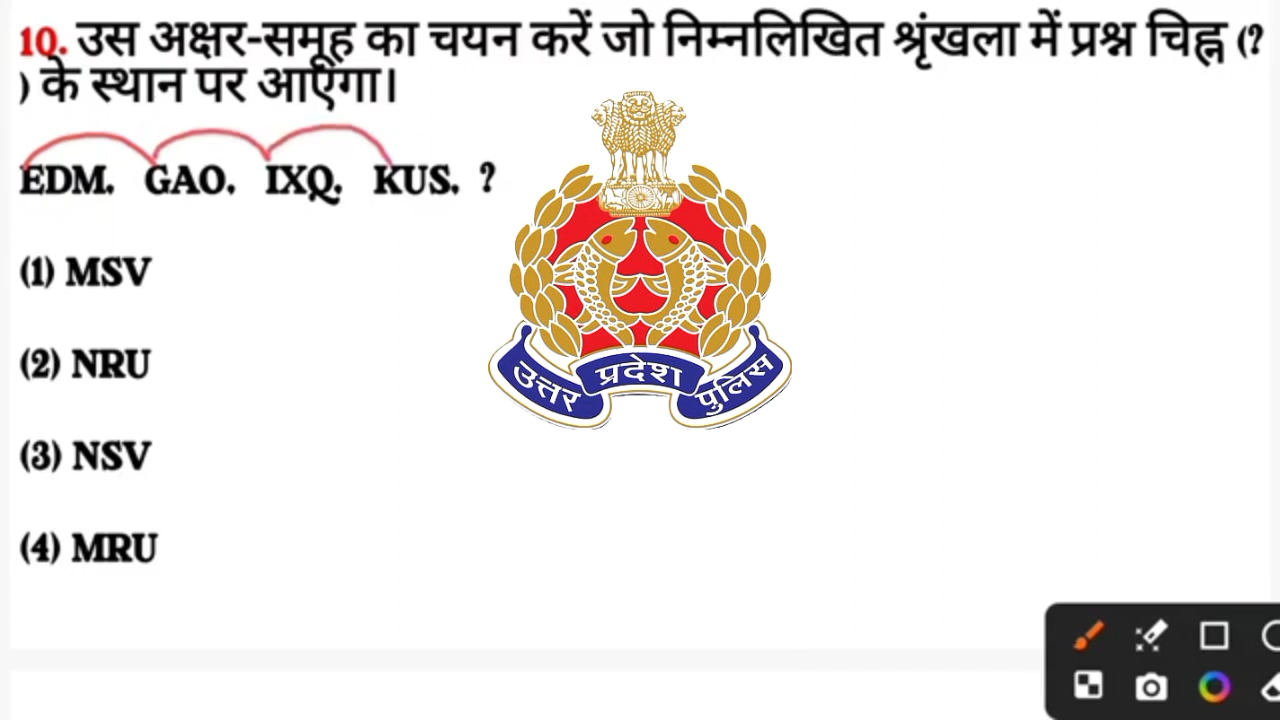 10. उस अक्षर-समूह का चयन करें जो निम्नलिखित श्रृंखला में प्रश्न चिह्न (?
) के स्थान पर आएगा।
EDM. GAO. IXQ. KUS. ?
(1) MSV
(2) NRU
(3) NSV
(4) MRU
उत्तर प्रदेश पुलिस